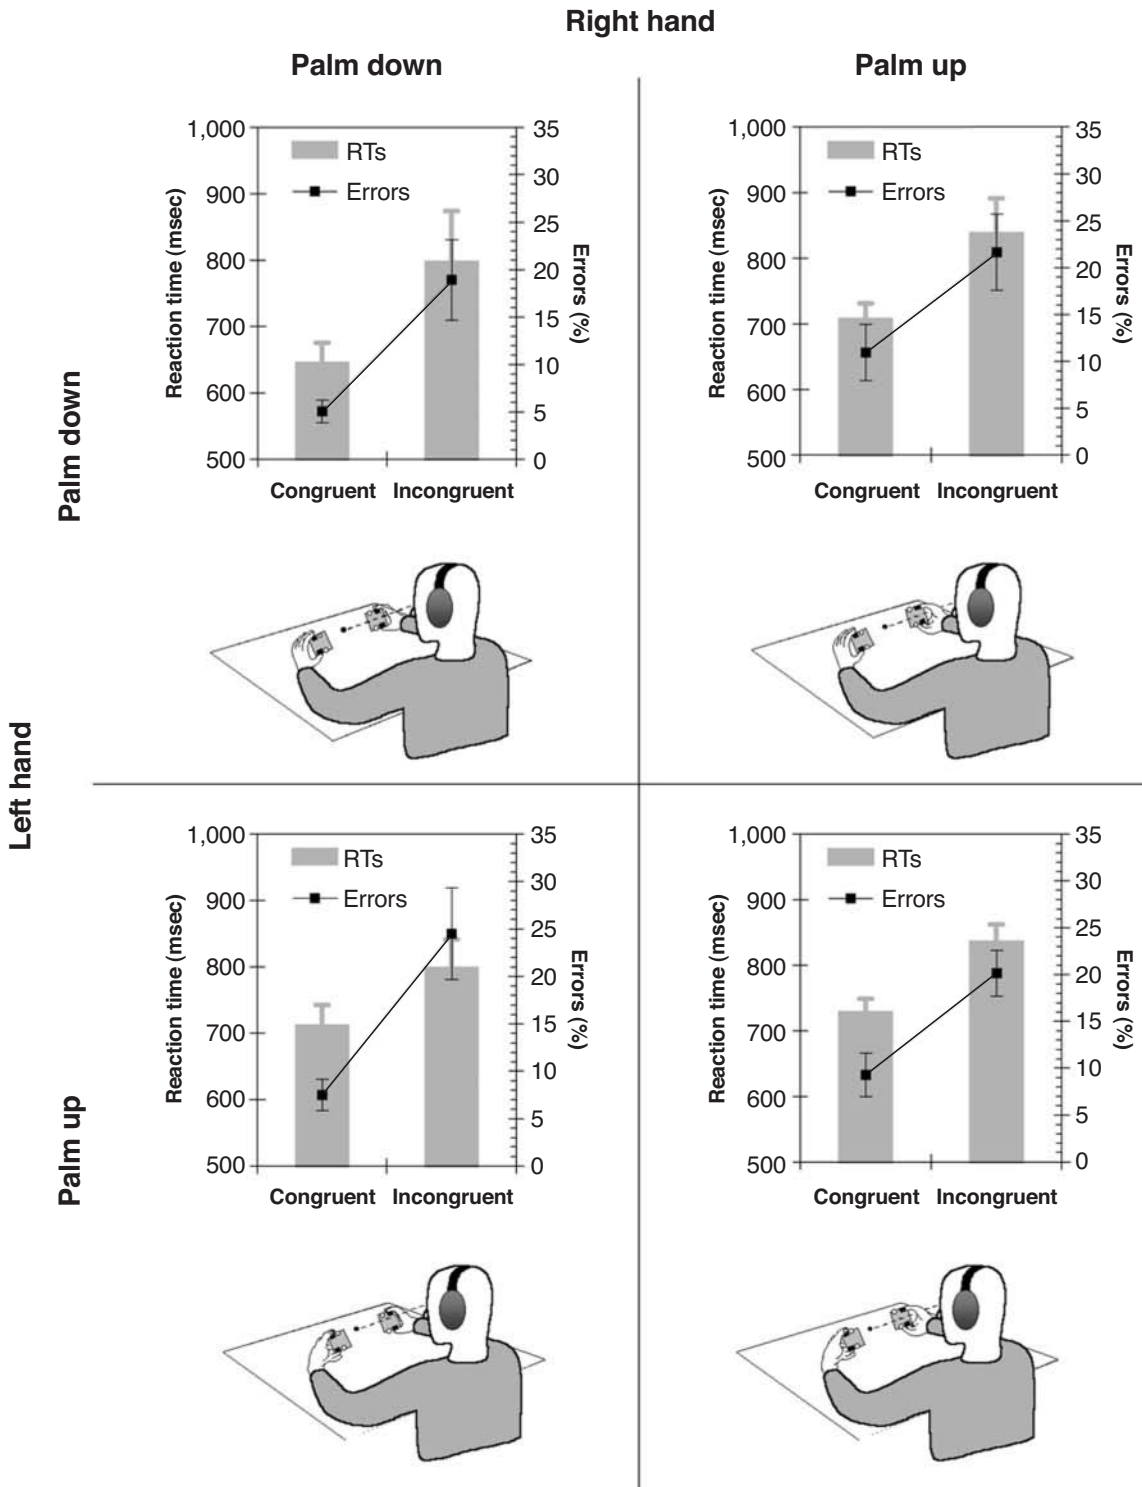 Right hand
Palm down
Palm up
Left hand
Palm down
Palm up
1,000
900
800
700
600
500
Reaction time (msec)
RTs
Errors
35
30
25
20
15
10
5
0
Errors (%)
Congruent Incongruent
1,000
900
800
700
600
500
Reaction time (msec)
RTs
Errors
35
30
25
20
15
10
5
0
Errors (%)
Congruent Incongruent
1,000
900
800
700
600
500
Reaction time (msec)
RTs
Errors
35
30
25
20
15
10
5
0
Errors (%)
Congruent Incongruent
1,000
900
800
700
600
500
Reaction time (msec)
RTs
Errors
35
30
25
20
15
10
5
0
Errors (%)
Congruent Incongruent